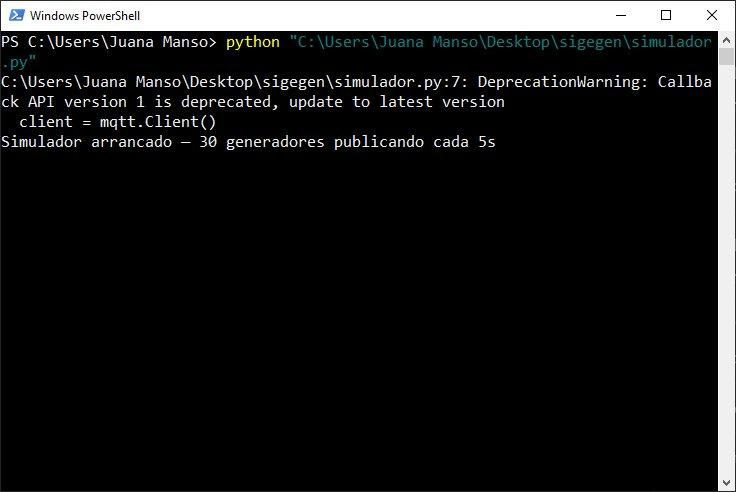 Windows PowerShell
PS C:\Users\Juana Manso> python "C:\Users\Juana Manso\Desktop\sigegen\simulador
.py"
C:\Users\Juana Manso\Desktop\sigegen\simulador.py:7: DeprecationWarning: Callba
ck API version 1 is deprecated, update to latest version
  client = mqtt.Client()
Simulador arrancado — 30 generadores publicando cada 5s